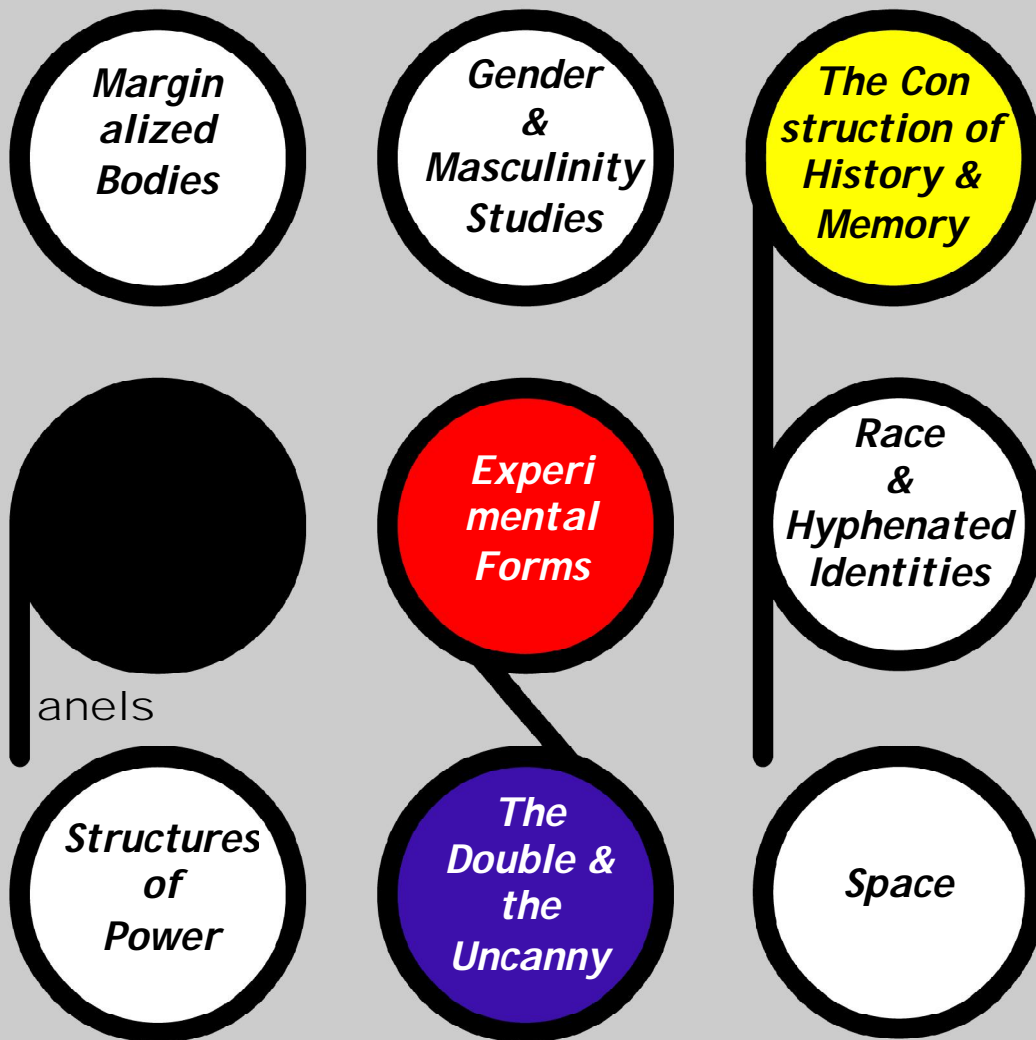 Margin
alized
Bodies
Gender
&
Masculinity
Studies
The Con
struction of
History &
Memory
Experi
mental
Forms
Race
&
Hyphenated
Identities
anels
Structures
of
Power
The
Double &
the
Uncanny
Space